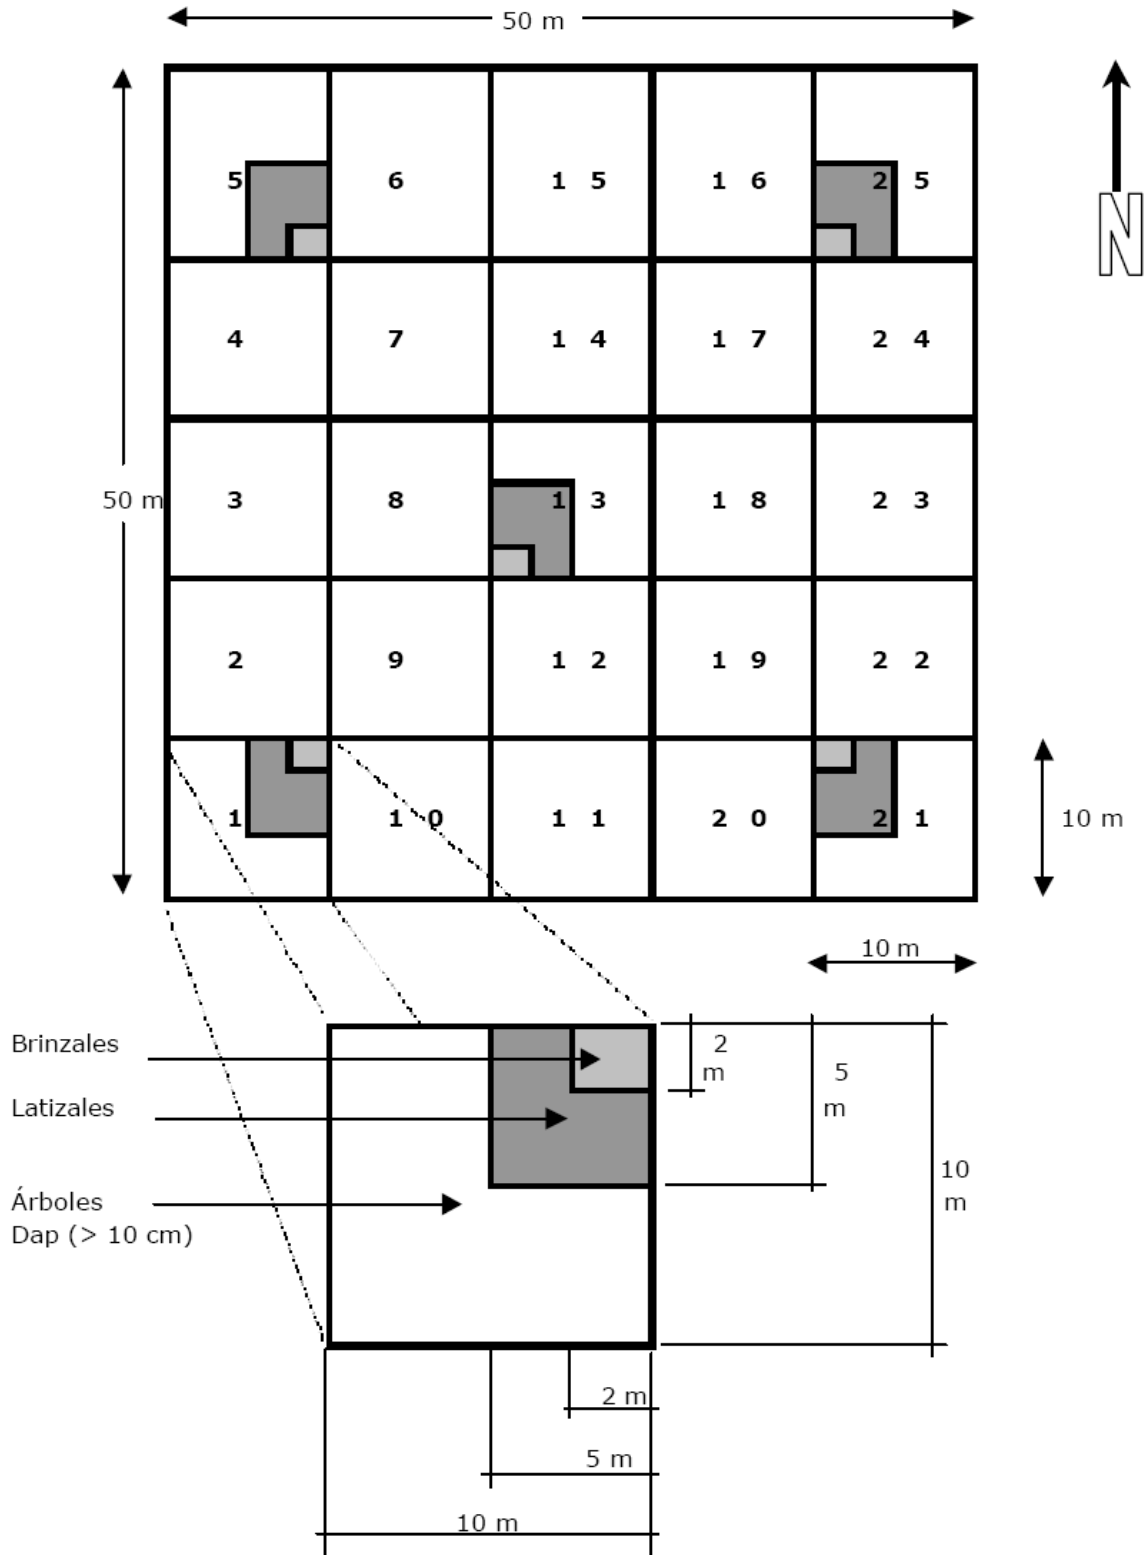 50 m
N
5 6 1 5 1 6 2 5
4 7 1 4 1 7 2 4
50 m
3 8 1 3 1 8 2 3
2 9 1 2 1 9 2 2
1 1 0 1 1 2 0 2 1
10 m
10 m
Brinzales
Latizales
Árboles
Dap (> 10 cm)
2
m
5
m
10
m
2 m
5 m
10 m